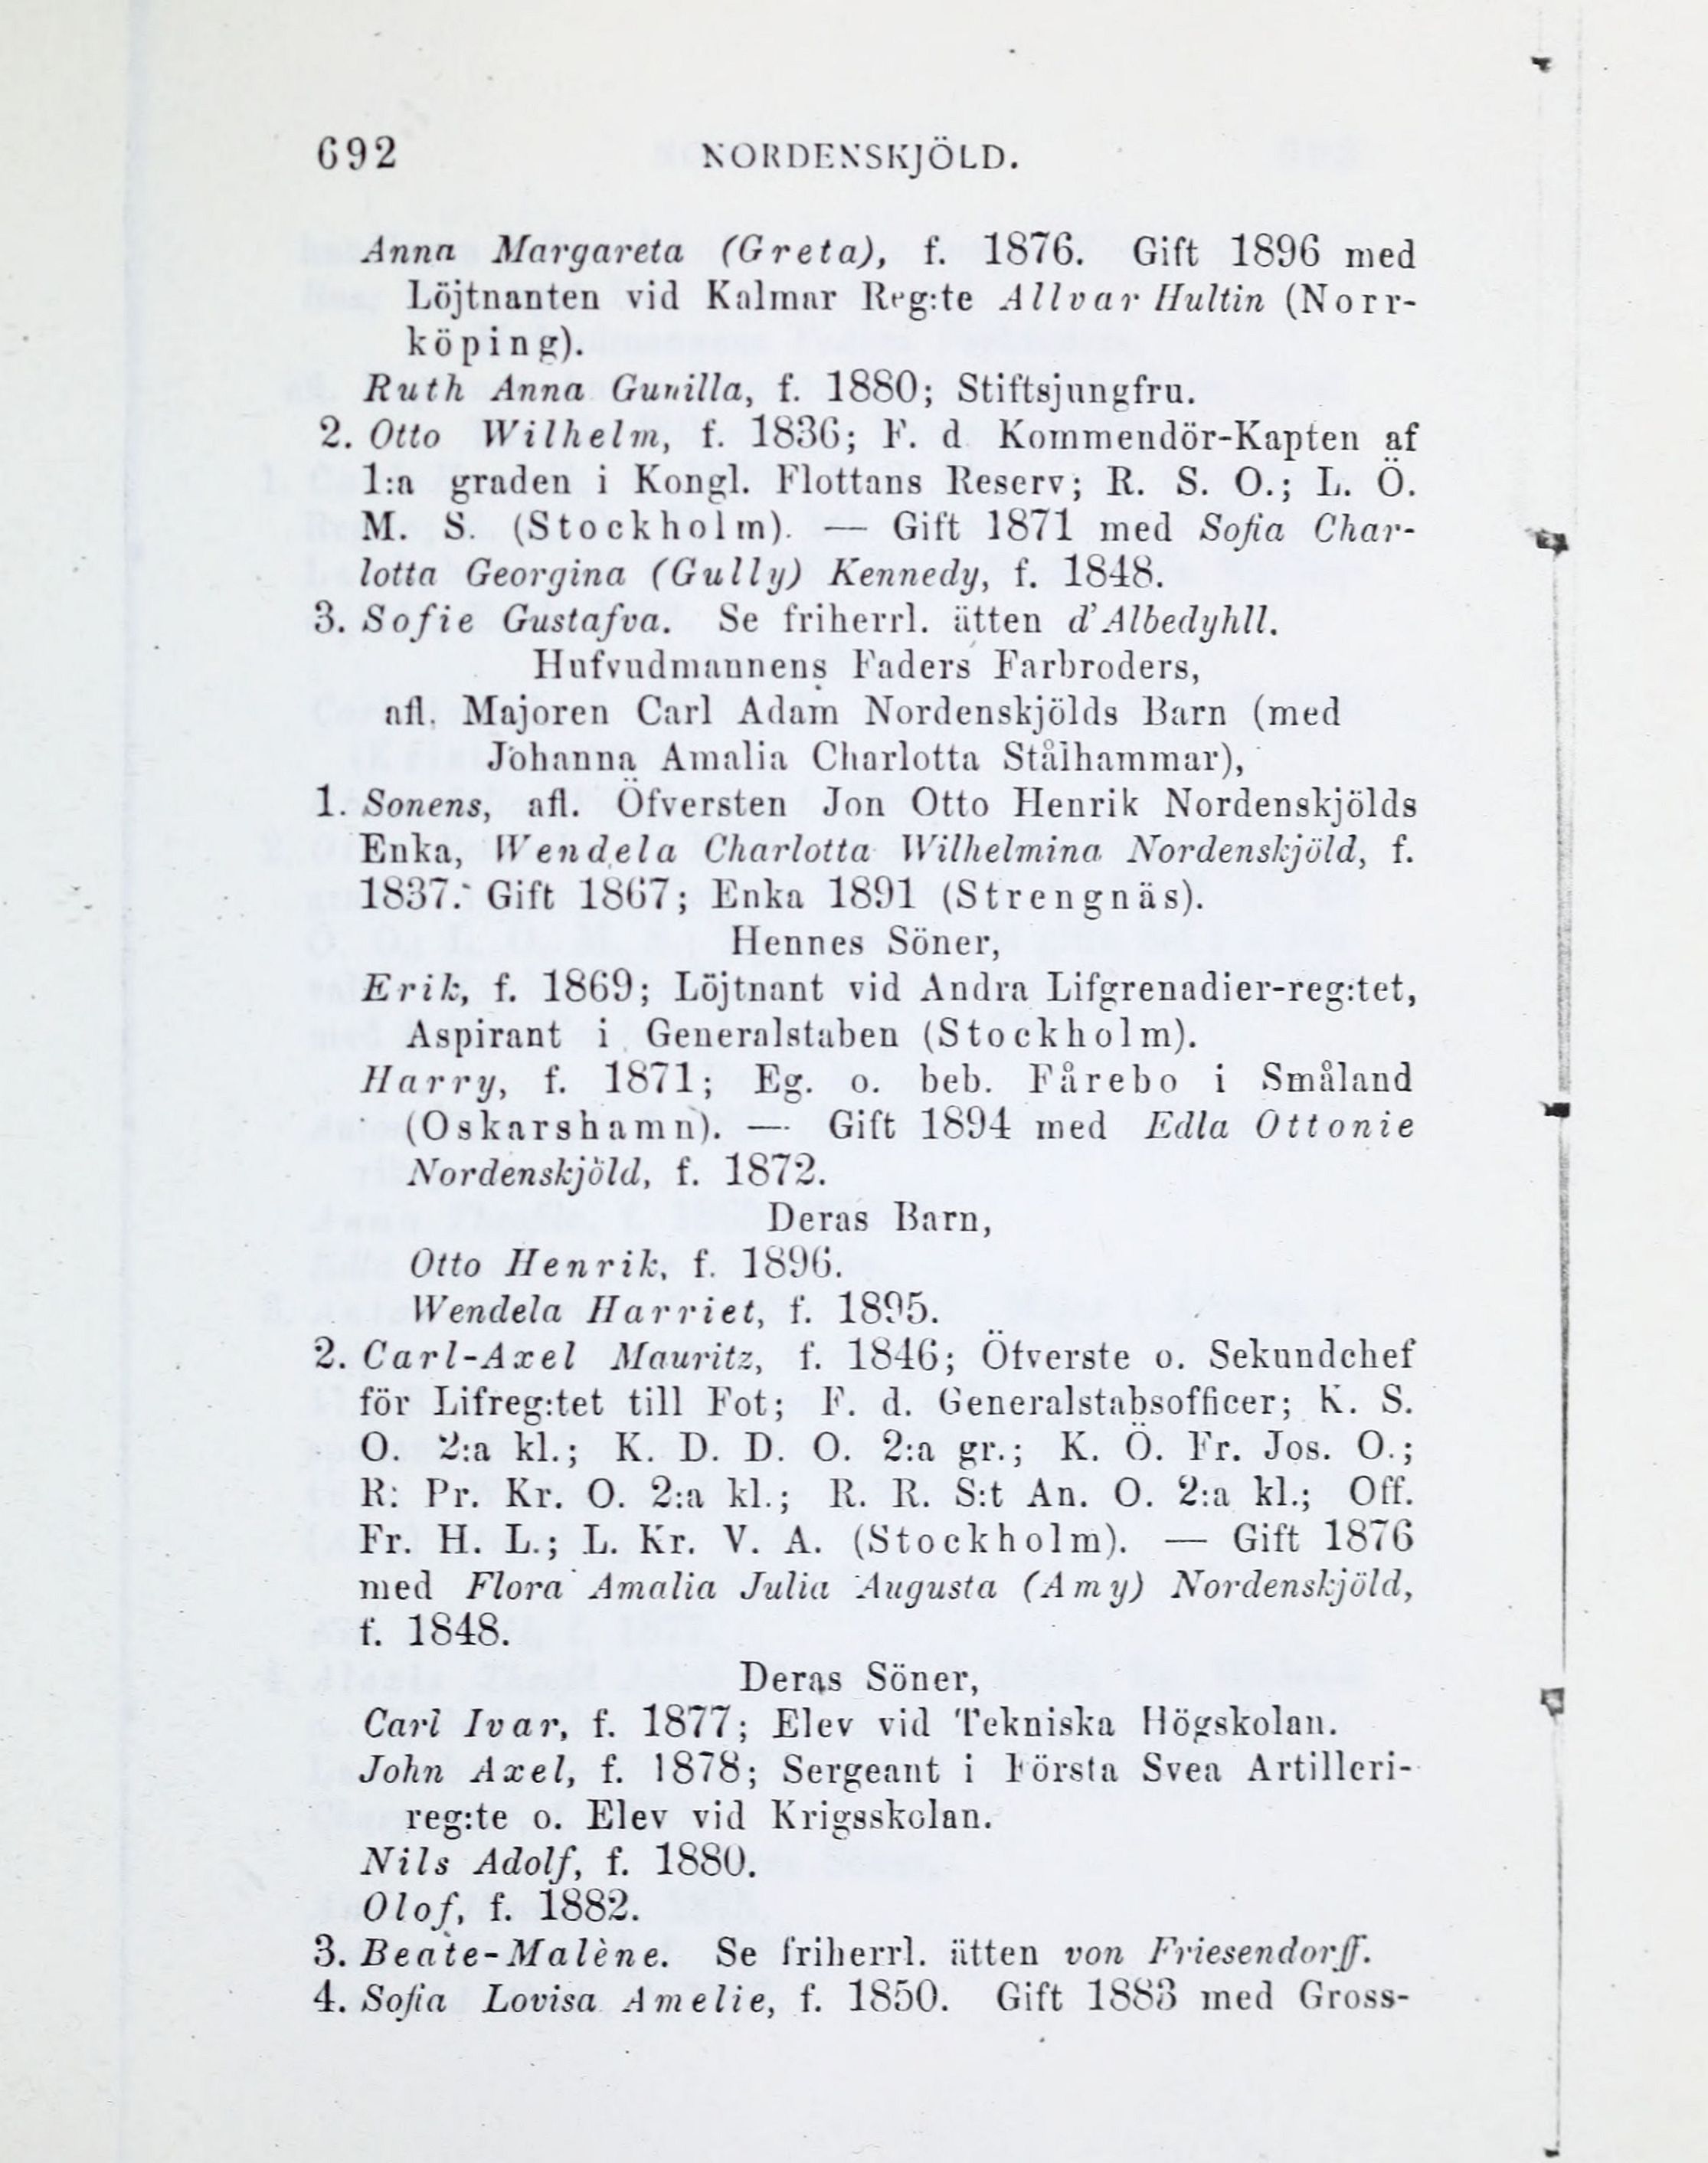 692 NORDENSKJÖLD.
Anna Margareta (Greta), f. 1876. Gift 1896 med
Löjtnanten vid Kalmar Reg:te Allvar Hultin (Norr-
köping).
Ruth Anna Gunilla, f. 1880; Stiftsjungfru.
2. Otto Wilhelm, f. 1836; F. d Kommendör-Kapten af
1:a graden i Kongl. Flottans Reserv; R. S. O.; L. Ö.
M. S. (Stockholm). — Gift 1871 med Sofia Char-
lotta Georgina (Gully) Kennedy, f. 1848.
3. Sofie Gustafva. Se friherrl. ätten d'Albedyhll.
Hufvudmannens Faders Farbroders,
afl. Majoren Carl Adam Nordenskjölds Barn (med
Johanna Amalia Charlotta Stålhammar),
1. Sonens, afl. Öfversten Jon Otto Henrik Nordenskjölds
Enka, Wendela Charlotta Wilhelmina Nordenskjöld, f.
1837. Gift 1867; Enka 1891 (Strengnäs).
Hennes Söner,
Erik, f. 1869; Löjtnant vid Andra Lifgrenadier-reg:tet,
Aspirant i Generalstaben (Stockholm).
Harry, f. 1871; Eg. o. beb. Fårebo i Småland
(Oskarshamn). — Gift 1894 med Edla Ottonie
Nordenskjöld, f. 1872.
Deras Barn,
Otto Henrik, f. 1896.
Wendela Harriet, f. 1895.
2. Carl-Axel Mauritz, f. 1846; Öfverste o. Sekundchef
för Lifreg:tet till Fot; F. d. Generalstabsofficer; K. S.
O. 2:a kl.; K. D. D. O. 2:a gr.; K. Ö. Fr. Jos. O.;
R. Pr. Kr. O. 2:a kl.; R. R. S:t An. O. 2:a kl.; Off.
Fr. H. L.; L. Kr. V. A. (Stockholm). — Gift 1876
med Flora Amalia Julia Augusta (Amy) Nordenskjöld,
f. 1848.
Deras Söner,
Carl Ivar, f. 1877; Elev vid Tekniska Högskolan.
John Axel, f. 1878; Sergeant i Första Svea Artilleri-
reg:te o. Elev vid Krigsskolan.
Nils Adolf, f. 1880.
Olof, f. 1882.
3. Beate-Malène. Se friherrl. ätten von Friesendorff.
4. Sofia Lovisa Amelie, f. 1850. Gift 1883 med Gross-